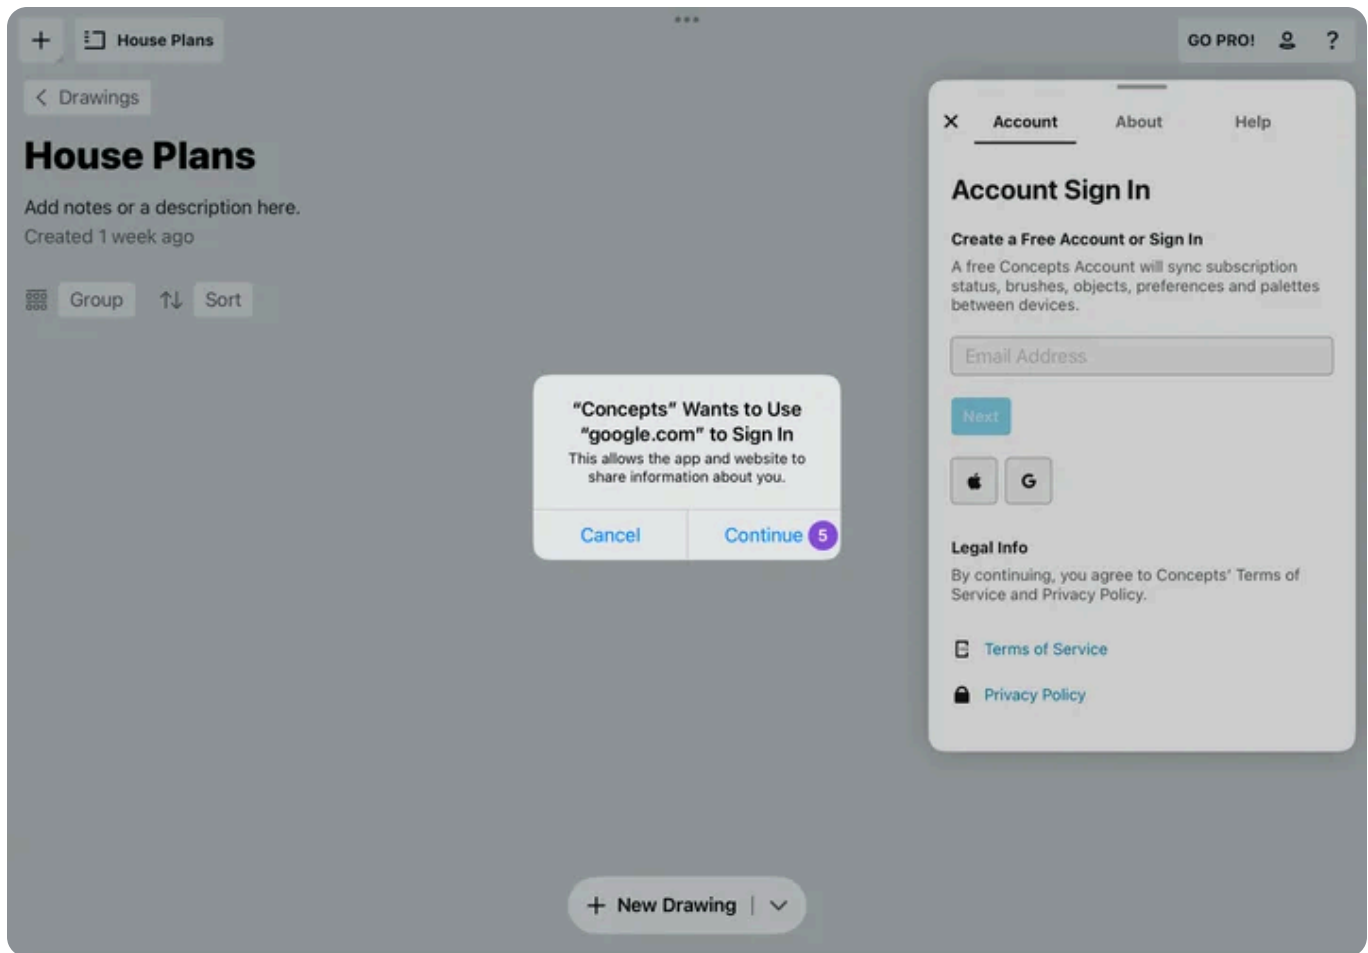 House Plans
GO PRO!
?
Drawings
House Plans
Add notes or a description here.
Created 1 week ago
Group
Sort
Account
About
Help
Account Sign In
Create a Free Account or Sign In
A free Concepts Account will sync subscription
status, brushes, objects, preferences and palettes
between devices.
Email Address
Next
G
Legal Info
By continuing, you agree to Concepts' Terms of
Service and Privacy Policy.
Terms of Service
Privacy Policy
“Concepts” Wants to Use
“google.com” to Sign In
This allows the app and website to
share information about you.
Cancel
Continue 5
New Drawing